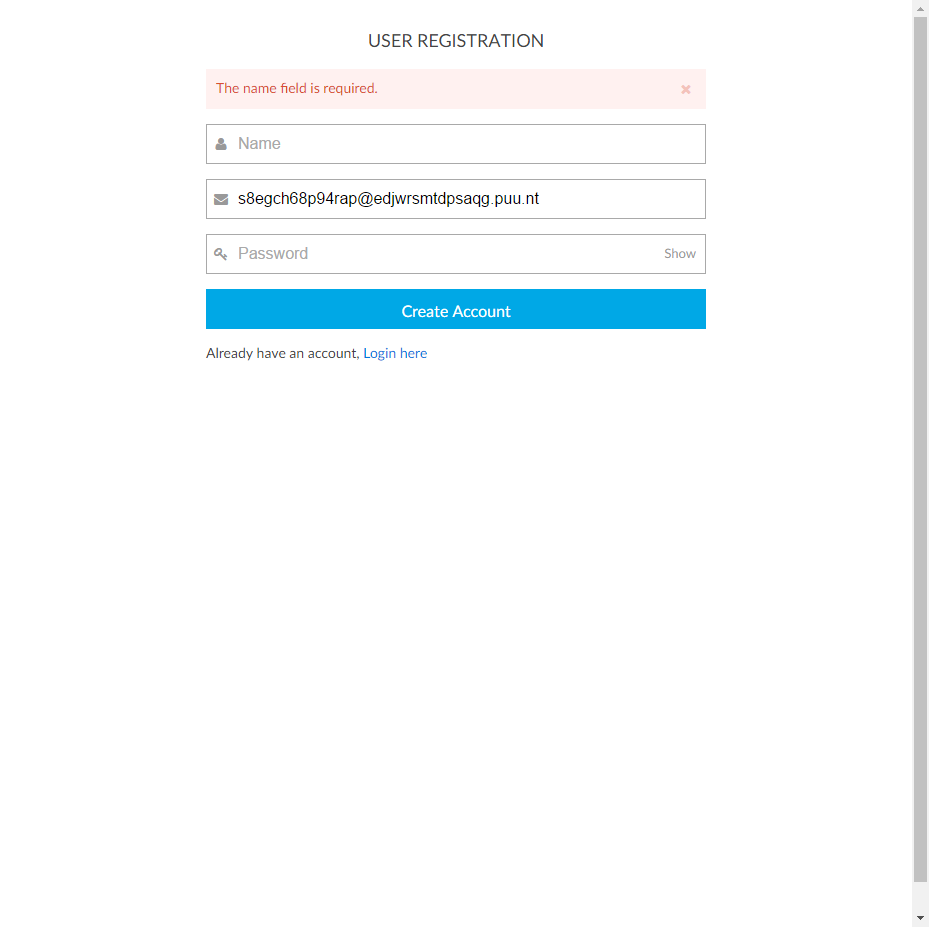 USER REGISTRATION
The name field is required.
Name
s8egch68p94rap@edjwrsmtdpsaqg.puu.nt
Password Show
Create Account
Already have an account, Login here